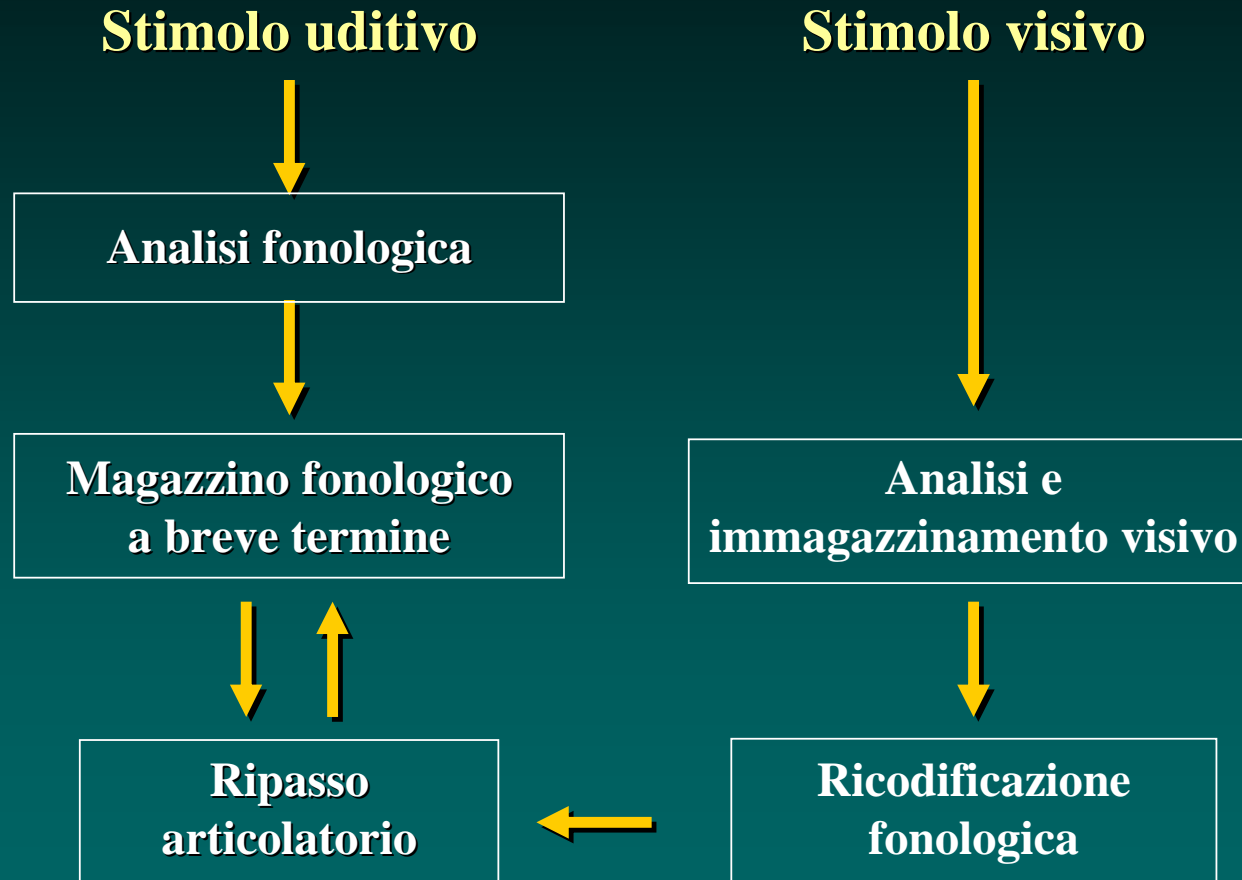 Stimolo uditivo
Stimolo visivo
Analisi fonologica
Magazzino fonologico
a breve termine
Analisi e
immagazzinamento visivo
Ripasso
articolatorio
Ricodificazione
fonologica